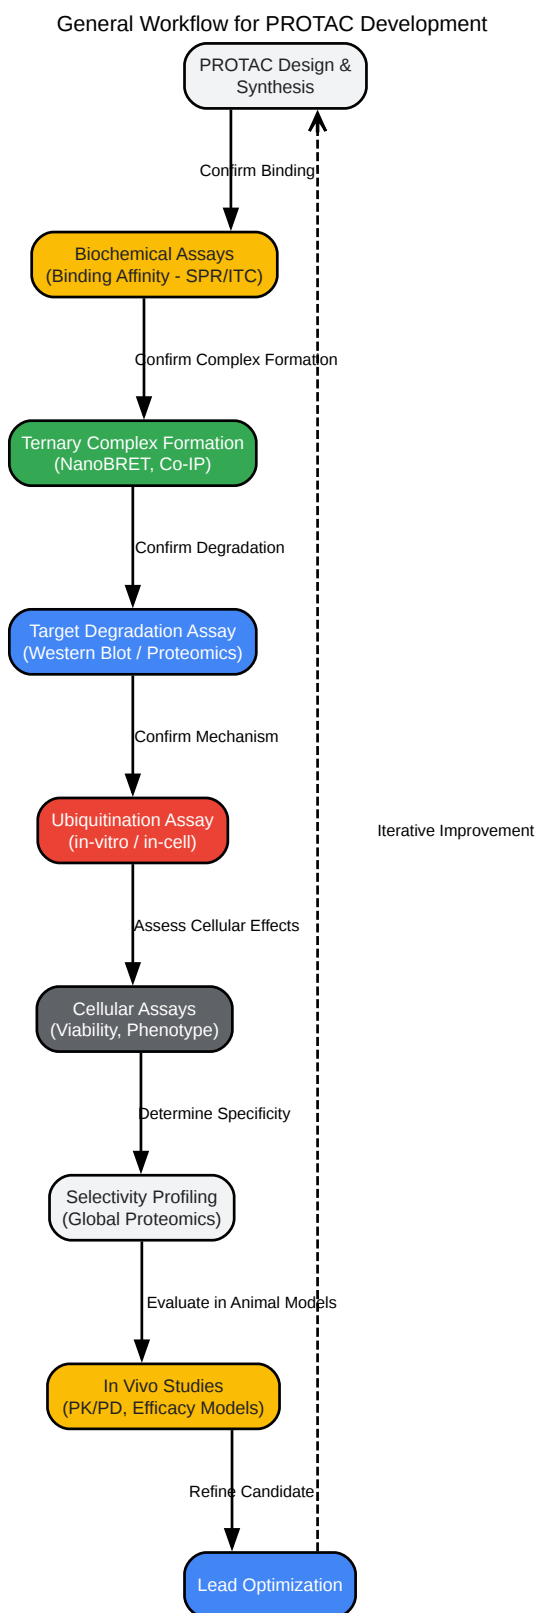 General Workflow for PROTAC Development
PROTAC Design &
Synthesis
Confirm Binding
Biochemical Assays
(Binding Affinity - SPR/ITC)
Confirm Complex Formation
Ternary Complex Formation
(NanoBRET, Co-IP)
Confirm Degradation
Target Degradation Assay
(Western Blot / Proteomics)
Confirm Mechanism
Ubiquitination Assay
(in-vitro / in-cell)
Iterative Improvement
Assess Cellular Effects
Cellular Assays
(Viability, Phenotype)
Determine Specificity
Selectivity Profiling
(Global Proteomics)
Evaluate in Animal Models
In Vivo Studies
(PK/PD, Efficacy Models)
Refine Candidate
Lead Optimization